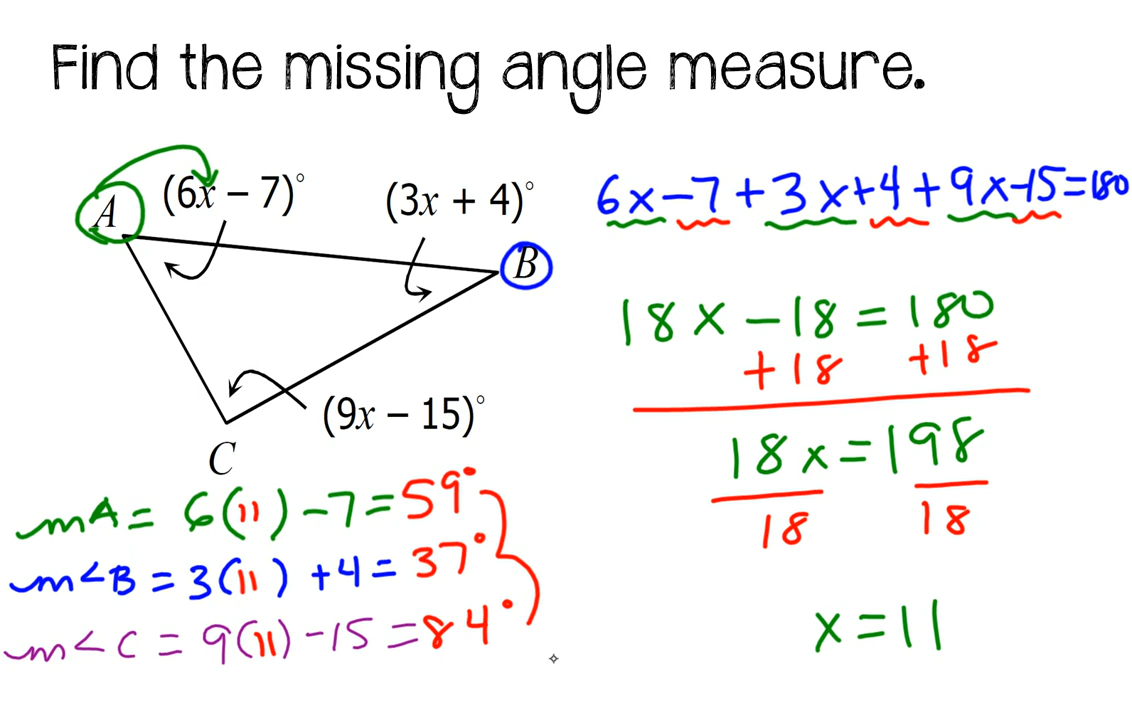 Find the missing angle measure.
A
(6x − 7)°
(3x + 4)°
B
(9x − 15)°
C
6x-7+3x+4+9x-15=180
18x-18=180
+18 +18
18x=198
18 18
x=11
mA= 6(11)-7=59°
m<B=3(11)+4=37°
m<C=9(11)-15=84°